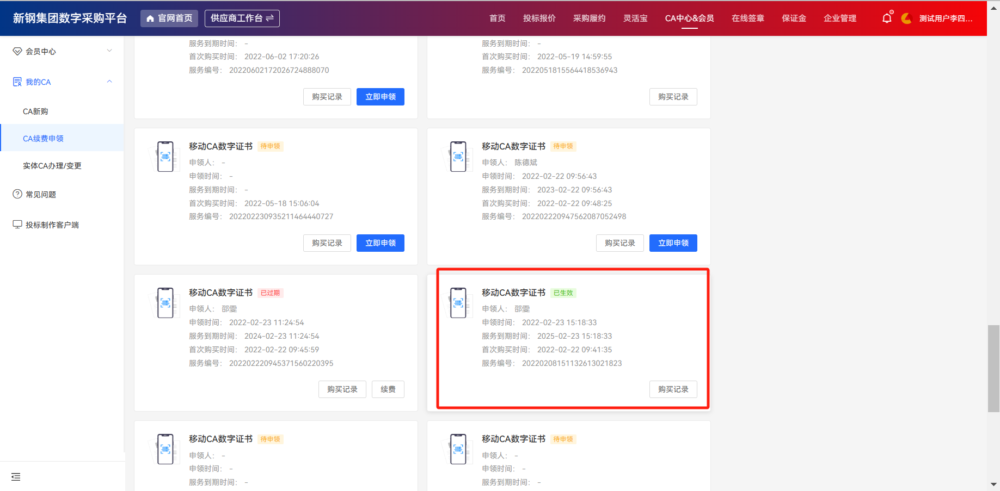 新钢集团数字采购平台
官网首页
供应商工作台
首页
投标报价
采购履约
灵活宝
CA中心&会员
在线签章
保证金
企业管理
测试用户李四...
会员中心
我的CA
CA新购
CA续费申领
实体CA办理/变更
常见问题
投标制作客户端
服务到期时间： -
首次购买时间： 2022-06-02 17:20:26
服务编号： 20220602172026724888070
购买记录
立即申领
服务到期时间： -
首次购买时间： 2022-05-19 14:59:55
服务编号： 2022051815564418536943
购买记录
移动CA数字证书 待申领
申领人： -
申领时间： -
服务到期时间： -
首次购买时间： 2022-05-18 15:06:04
服务编号： 202202230935211464440727
购买记录
立即申领
移动CA数字证书 待申领
申领人： 陈德斌
申领时间： 2022-02-22 09:56:43
服务到期时间： 2023-02-22 09:56:43
首次购买时间： 2022-02-22 09:48:25
服务编号： 202202220947562087052498
购买记录
立即申领
移动CA数字证书 已过期
申领人： 邵雯
申领时间： 2022-02-23 11:24:54
服务到期时间： 2024-02-23 11:24:54
首次购买时间： 2022-02-22 09:45:59
服务编号： 202202220945371560220395
购买记录
续费
移动CA数字证书 已生效
申领人： 邵雯
申领时间： 2022-02-23 15:18:33
服务到期时间： 2025-02-23 15:18:33
首次购买时间： 2022-02-22 09:41:35
服务编号： 20220208151132613021823
购买记录
移动CA数字证书 待申领
申领人： -
申领时间： -
服务到期时间： -
移动CA数字证书 待申领
申领人： -
申领时间： -
服务到期时间： -